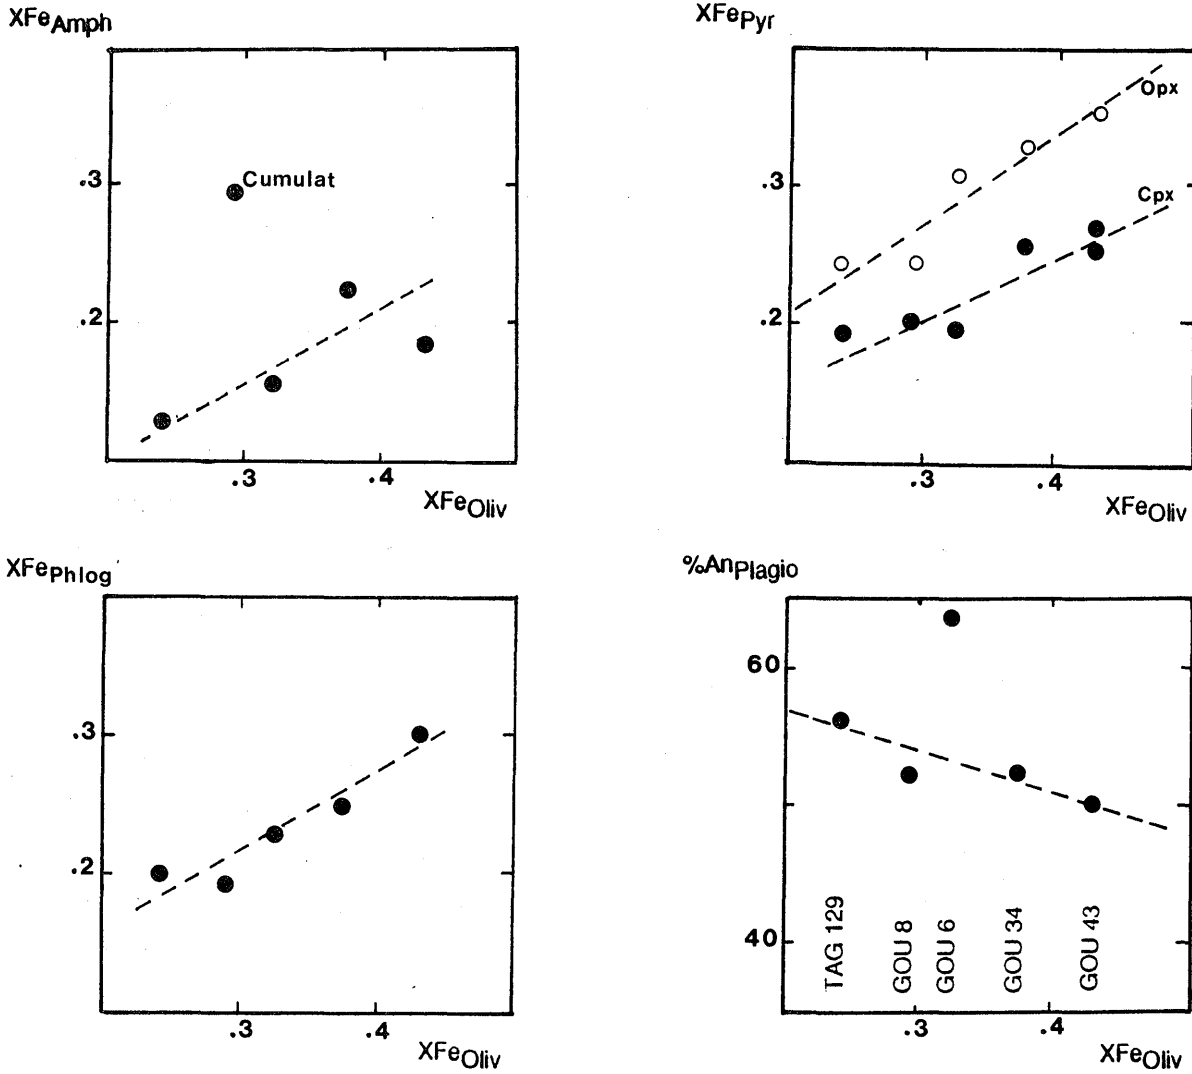 XFeAmph
.3
Cumulat
.2
.3 .4
XFeOliv
XFePyr
Opx
.3
Cpx
.2
.3 .4
XFeOliv
XFePhlog
.3
.2
.3 .4
XFeOliv
%AnPlagio
60
40
TAG 129
GOU 8
GOU 6
GOU 34
GOU 43
.3 .4
XFeOliv